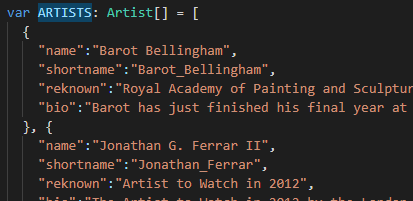 var ARTISTS: Artist[] = [
{
"name":"Barot Bellingham",
"shortname":"Barot_Bellingham",
"reknown":"Royal Academy of Painting and
"bio":"Barot has just finished his final year at
}, {
"name":"Jonathan G. Ferrar II",
"shortname":"Jonathan_Ferrar",
"reknown":"Artist to Watch in 2012",
"bio":"The Artist to Watch in 2012 by the London